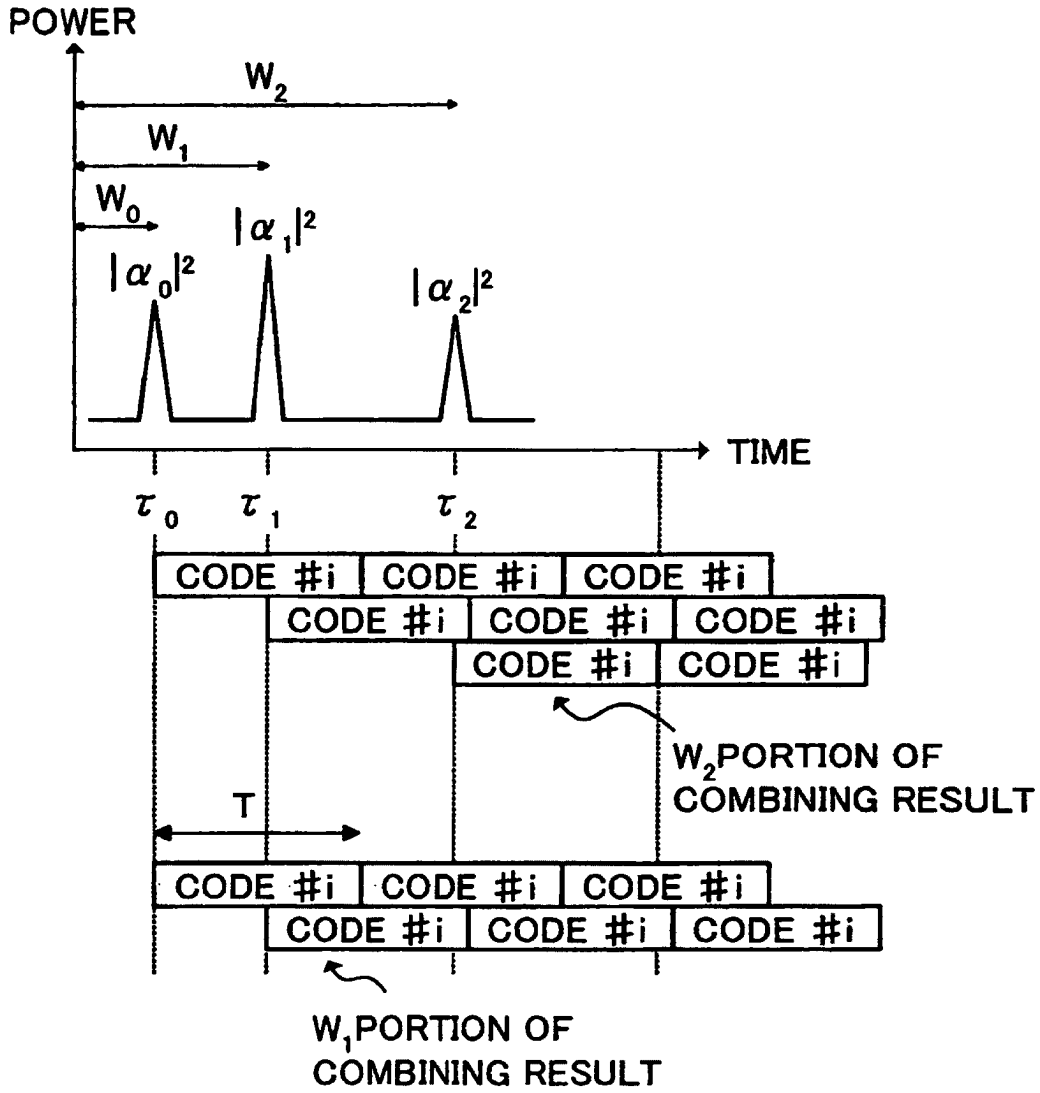 POWER
W₂
W₁
W₀
|α₁|²
|α₀|²
|α₂|²
TIME
τ₀ τ₁ τ₂
CODE #i CODE #i CODE #i
CODE #i CODE #i CODE #i
CODE #i CODE #i
W₂PORTION OF
COMBINING RESULT
T
CODE #i CODE #i CODE #i
CODE #i CODE #i CODE #i
W₁PORTION OF
COMBINING RESULT